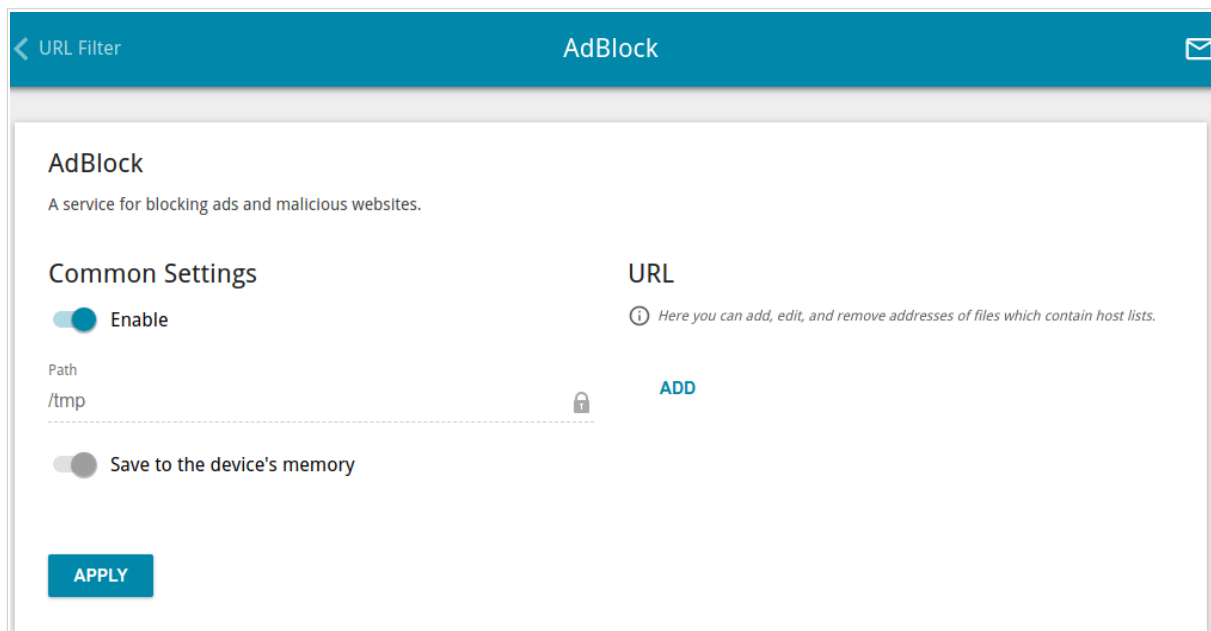 URL Filter
AdBlock
AdBlock
A service for blocking ads and malicious websites.
Common Settings
Enable
Path
/tmp
Save to the device's memory
APPLY
URL
Here you can add, edit, and remove addresses of files which contain host lists.
ADD